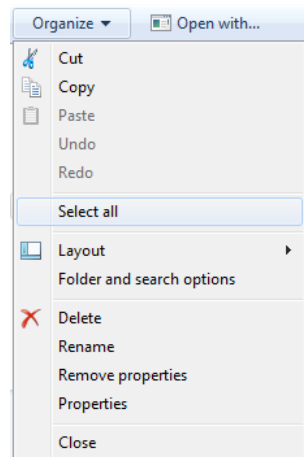 Organize Open with...
Cut
Copy
Paste
Undo
Redo
Select all
Layout
Folder and search options
Delete
Rename
Remove properties
Properties
Close